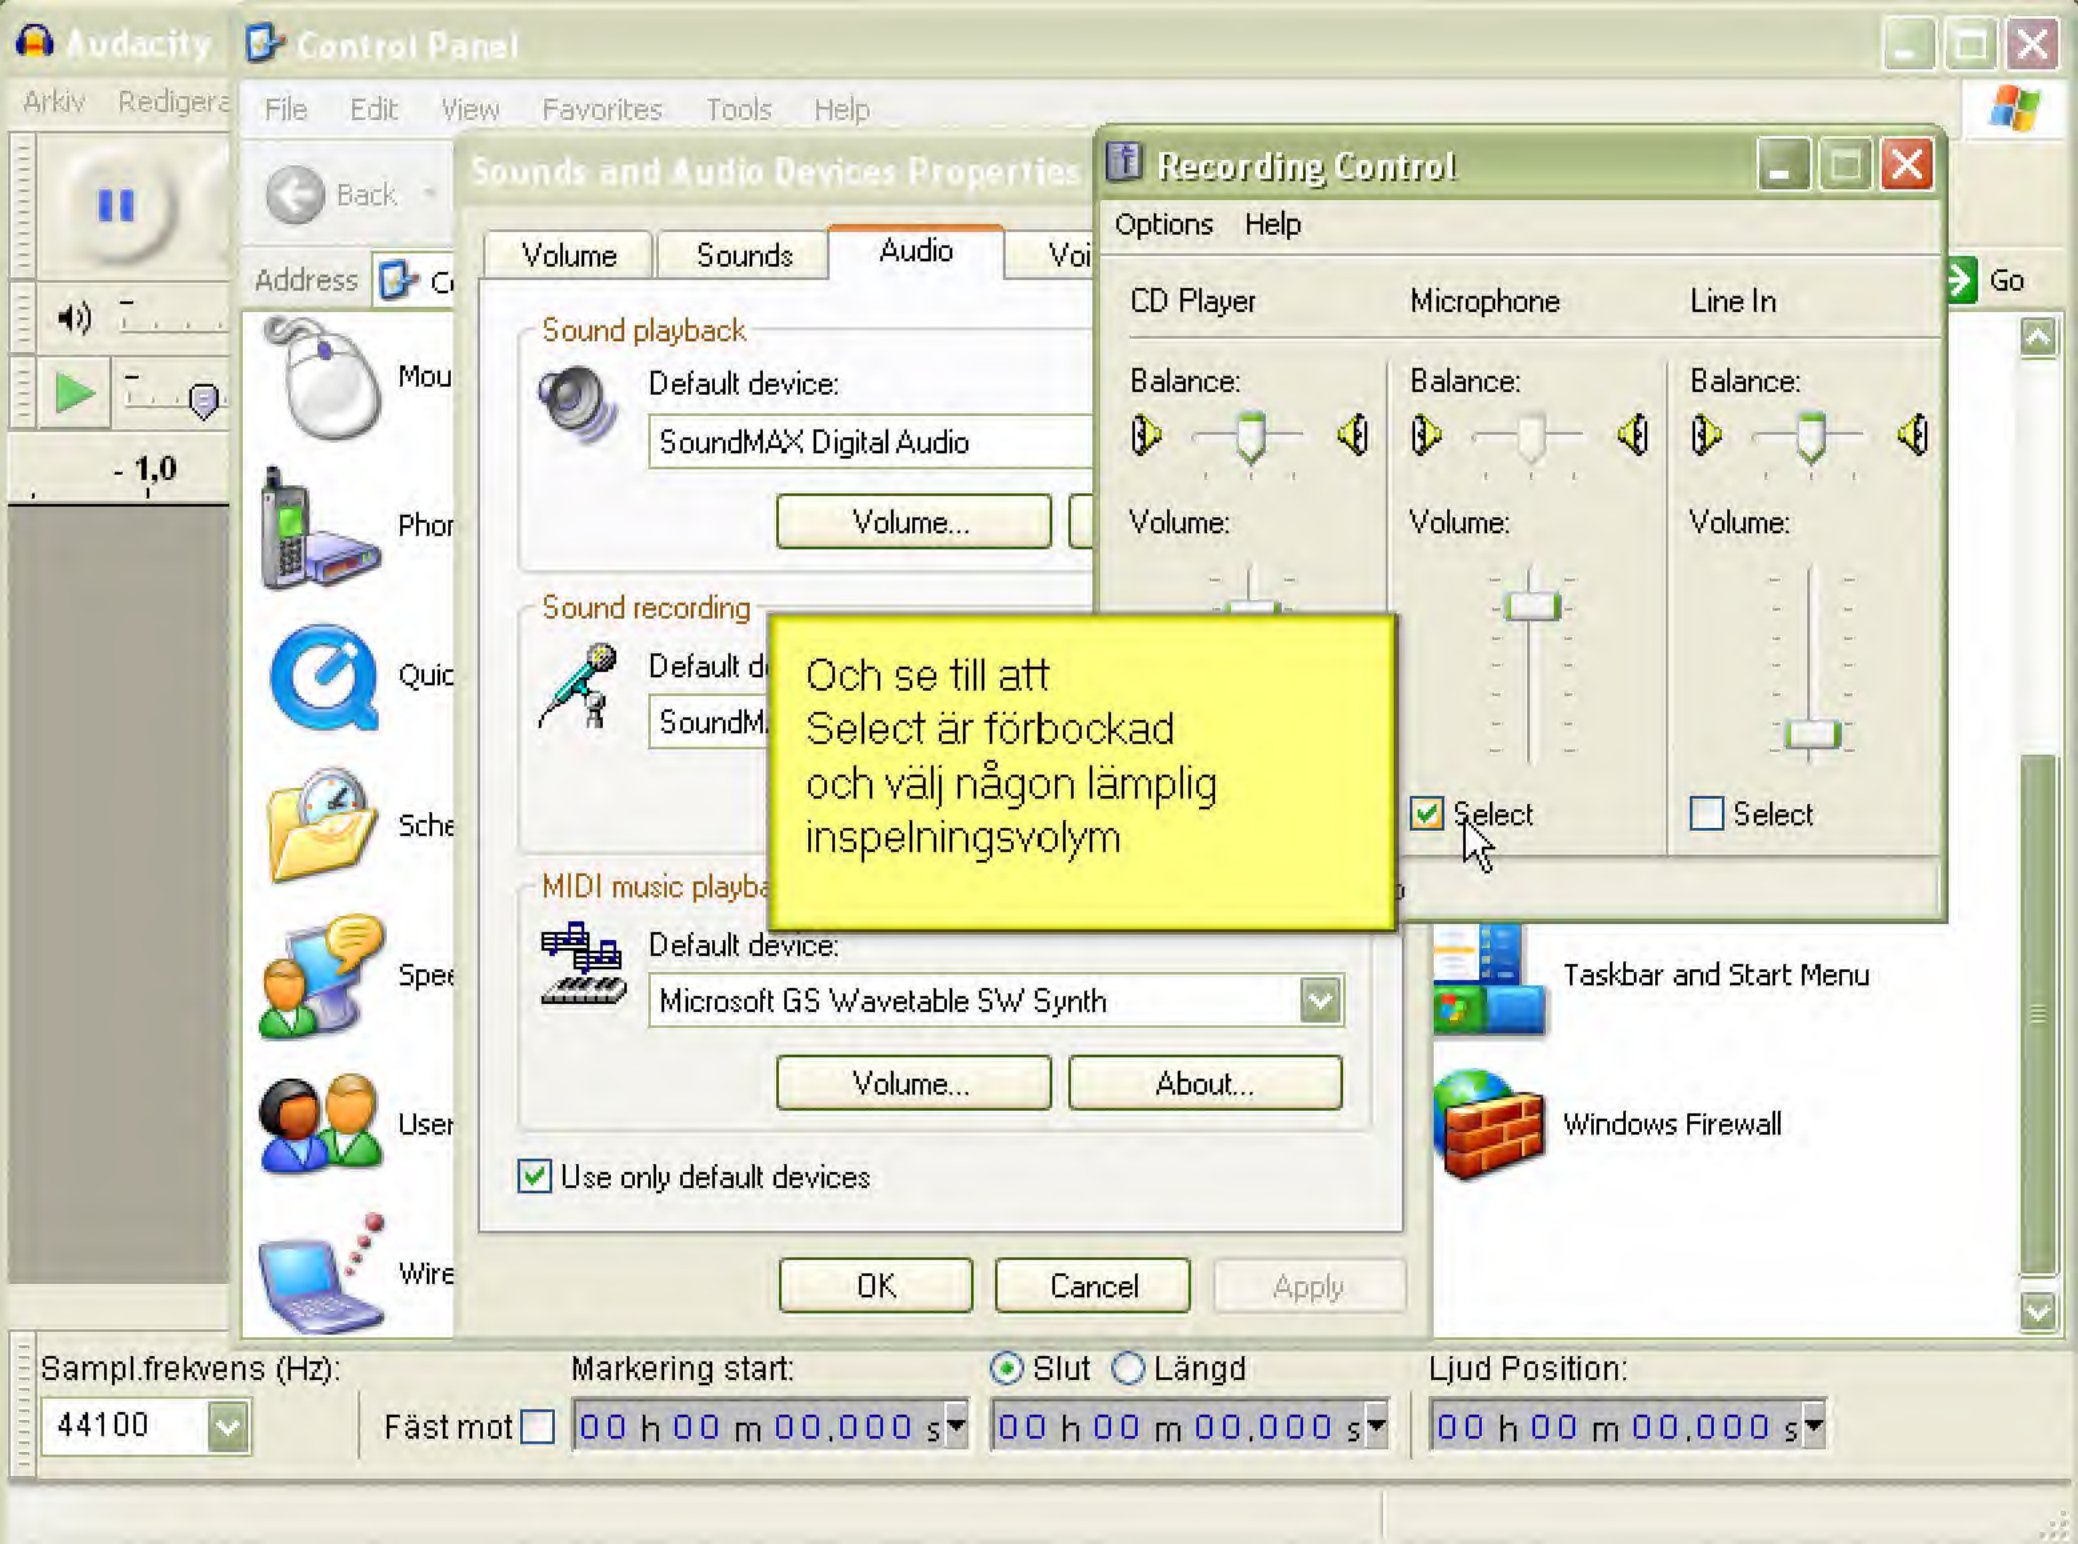 Audacity
Control Panel
Arkiv Redigera
File Edit View Favorites Tools Help
Back
Address
Go
- 1,0
Sounds and Audio Devices Properties
Volume Sounds Audio
Sound playback
Default device:
SoundMAX Digital Audio
Volume...
Sound recording
Default
MIDI music
Default device:
Microsoft GS Wavetable SW Synth
Volume... About...
Use only default devices
OK Cancel Apply
Recording Control
Options Help
CD Player Microphone Line In
Balance: Balance: Balance:
Volume: Volume: Volume:
Select Select
Och se till att
Select är förbockad
och välj någon lämplig
inspelningsvolym
Taskbar and Start Menu
Windows Firewall
Sampl.frekvens (Hz): Markering start: Slut Längd Ljud Position:
44100 Fäst mot 00 h 00 m 00.000 s 00 h 00 m 00.000 s 00 h 00 m 00.000 s